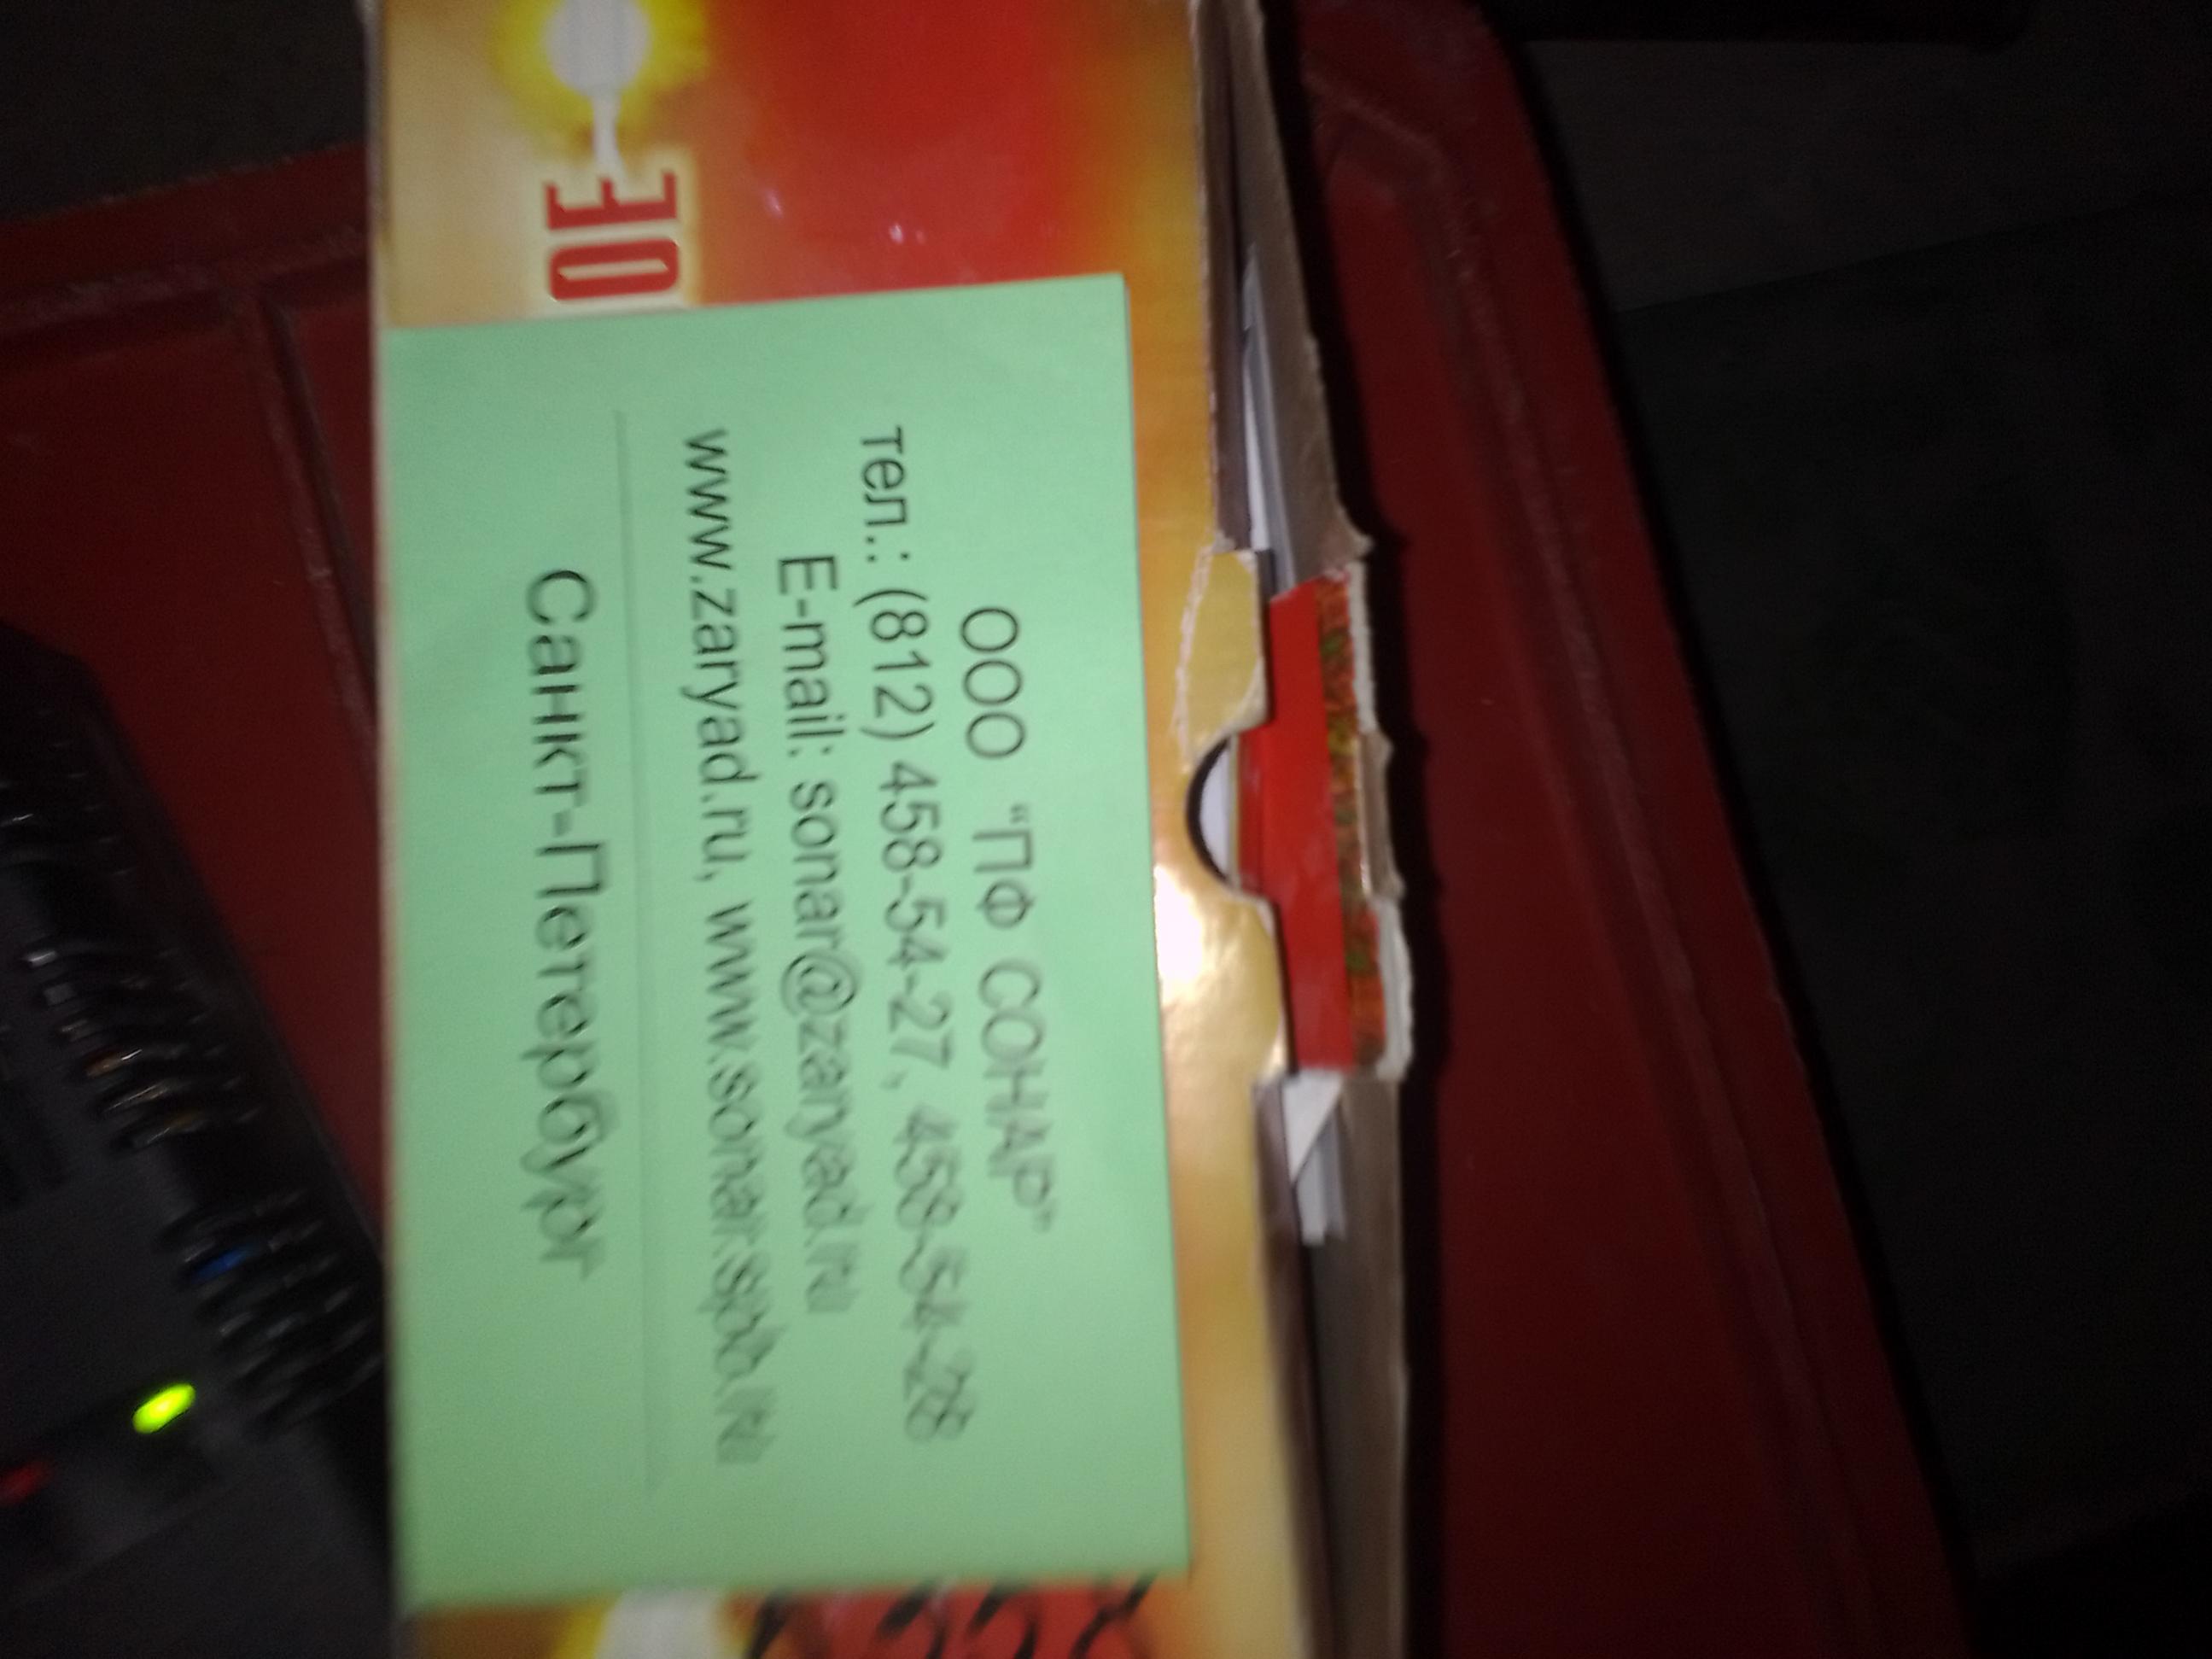 ООО "ПФ СОНАР"
тел.: (812) 458-54-27, 458-54-28
E-mail: sonar@zaryad.ru
www.zaryad.ru, www.sonar.spb.ru
Санкт-Петербург
ОЕ